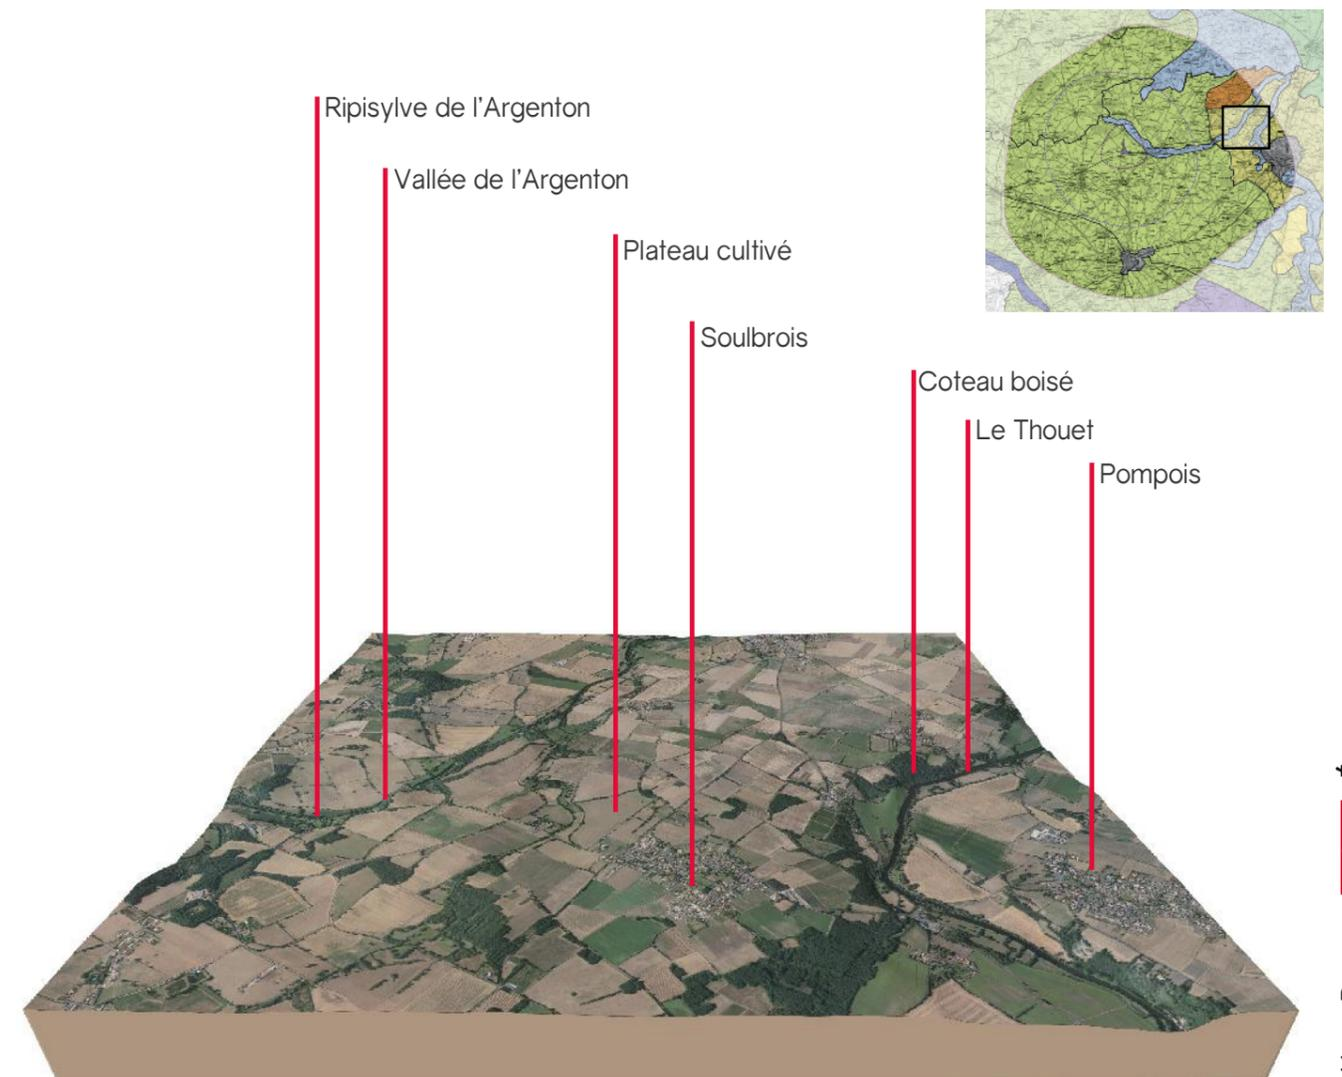 Ripisylve de l'Argenton
Vallée de l'Argenton
Plateau cultivé
Soulbrois
Coteau boisé
Le Thouet
Pompois